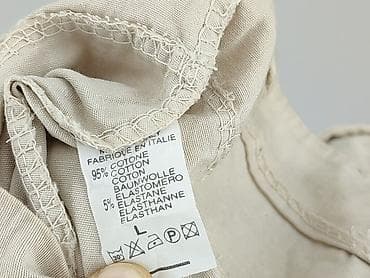 FABRIQUE EN ITALIE
95% COTONE
COTTON
COTON
BAUMWOLLE
5% ELASTOMERO
ELASTANE
ELASTHANNE
ELASTHAN
L
P